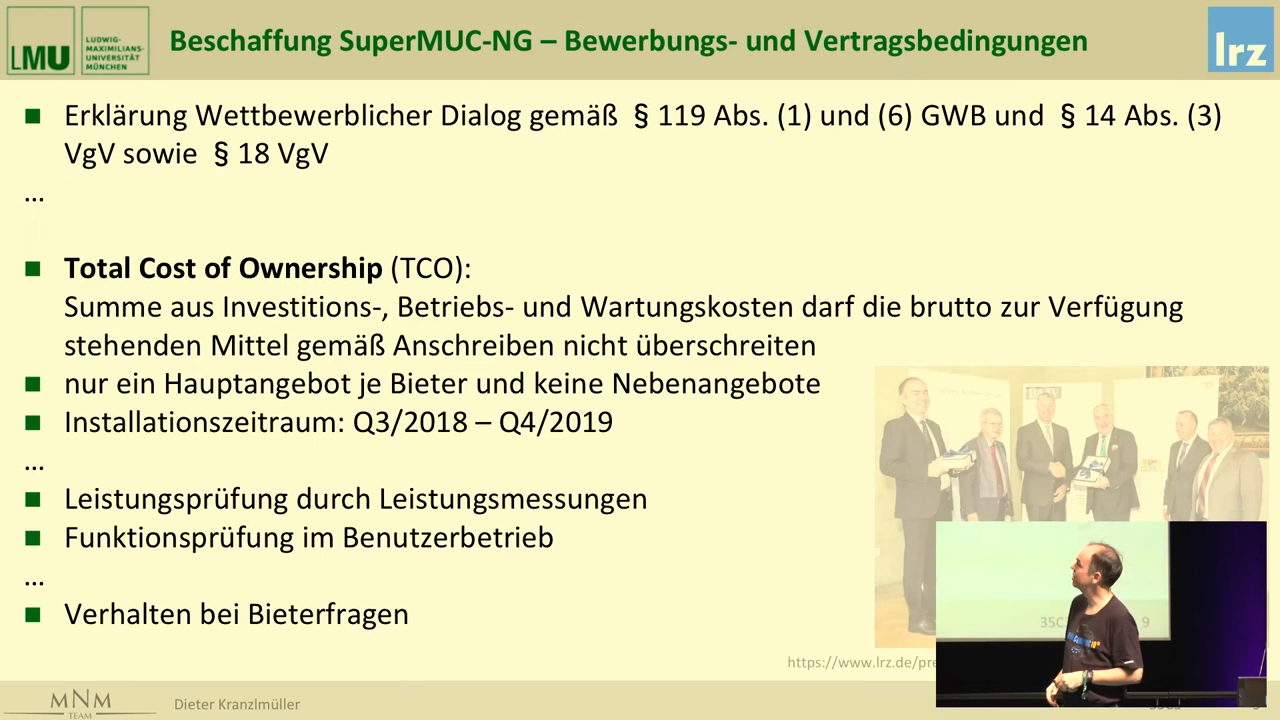 LMU
LUDWIG-
MAXIMILIANS-
UNIVERSITÄT
MÜNCHEN
Beschaffung SuperMUC-NG – Bewerbungs- und Vertragsbedingungen
lrz
■ Erklärung Wettbewerblicher Dialog gemäß § 119 Abs. (1) und (6) GWB und § 14 Abs. (3)
VgV sowie § 18 VgV
...
■ Total Cost of Ownership (TCO):
Summe aus Investitions-, Betriebs- und Wartungskosten darf die brutto zur Verfügung
stehenden Mittel gemäß Anschreiben nicht überschreiten
■ nur ein Hauptangebot je Bieter und keine Nebenangebote
■ Installationszeitraum: Q3/2018 – Q4/2019
...
■ Leistungsprüfung durch Leistungsmessungen
■ Funktionsprüfung im Benutzerbetrieb
...
■ Verhalten bei Bieterfragen
9
https://www.lrz.de/pre
MNM
TEAM
Dieter Kranzlmüller